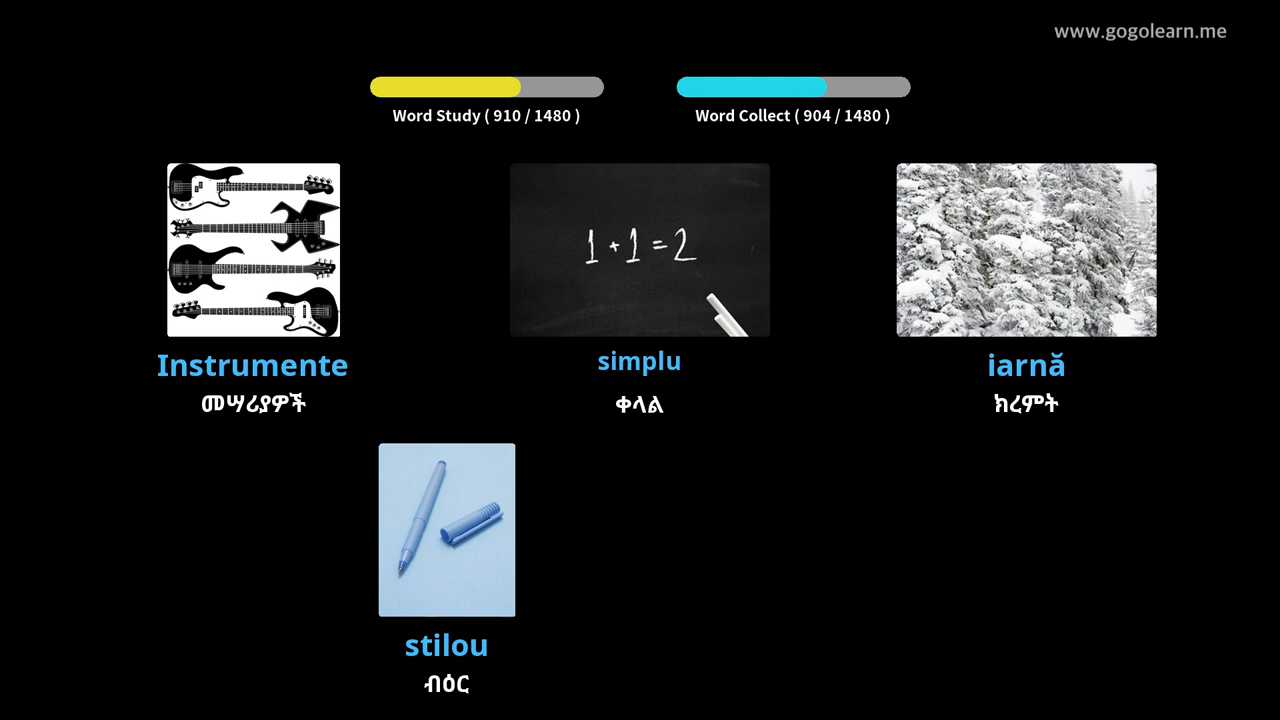 www.gogolearn.me
Word Study ( 910 / 1480 )
Word Collect ( 904 / 1480 )
1 + 1 = 2
Instrumente
መሣሪያዎች
simplu
ቀላል
iarnă
ክረምት
stilou
ብዕር